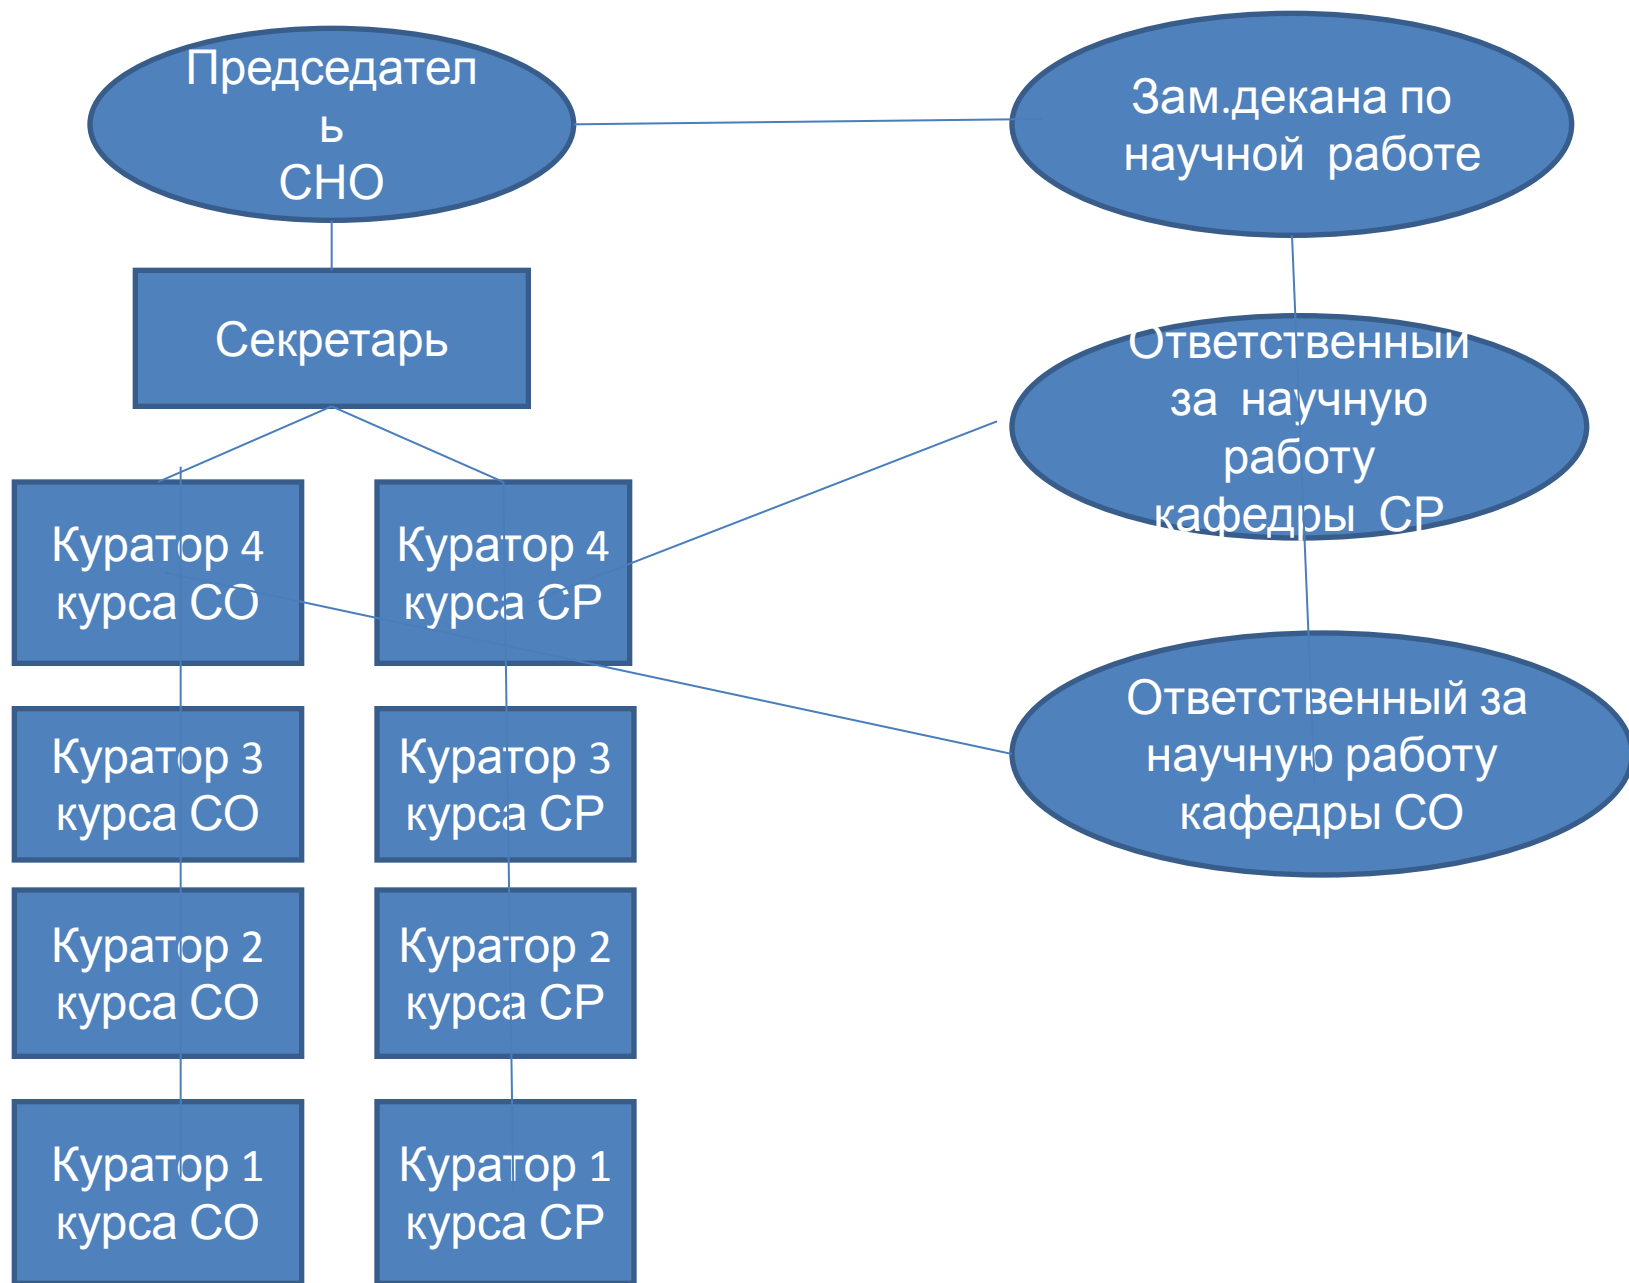 Председател
ь
СНО
Зам.декана по
научной работе
Секретарь
Ответственный
за научную
работу
кафедры СР
Куратор 4
курса СО
Куратор 4
курса СР
Ответственный за
научную работу
кафедры СО
Куратор 3
курса СО
Куратор 3
курса СР
Куратор 2
курса СО
Куратор 2
курса СР
Куратор 1
курса СО
Куратор 1
курса СР